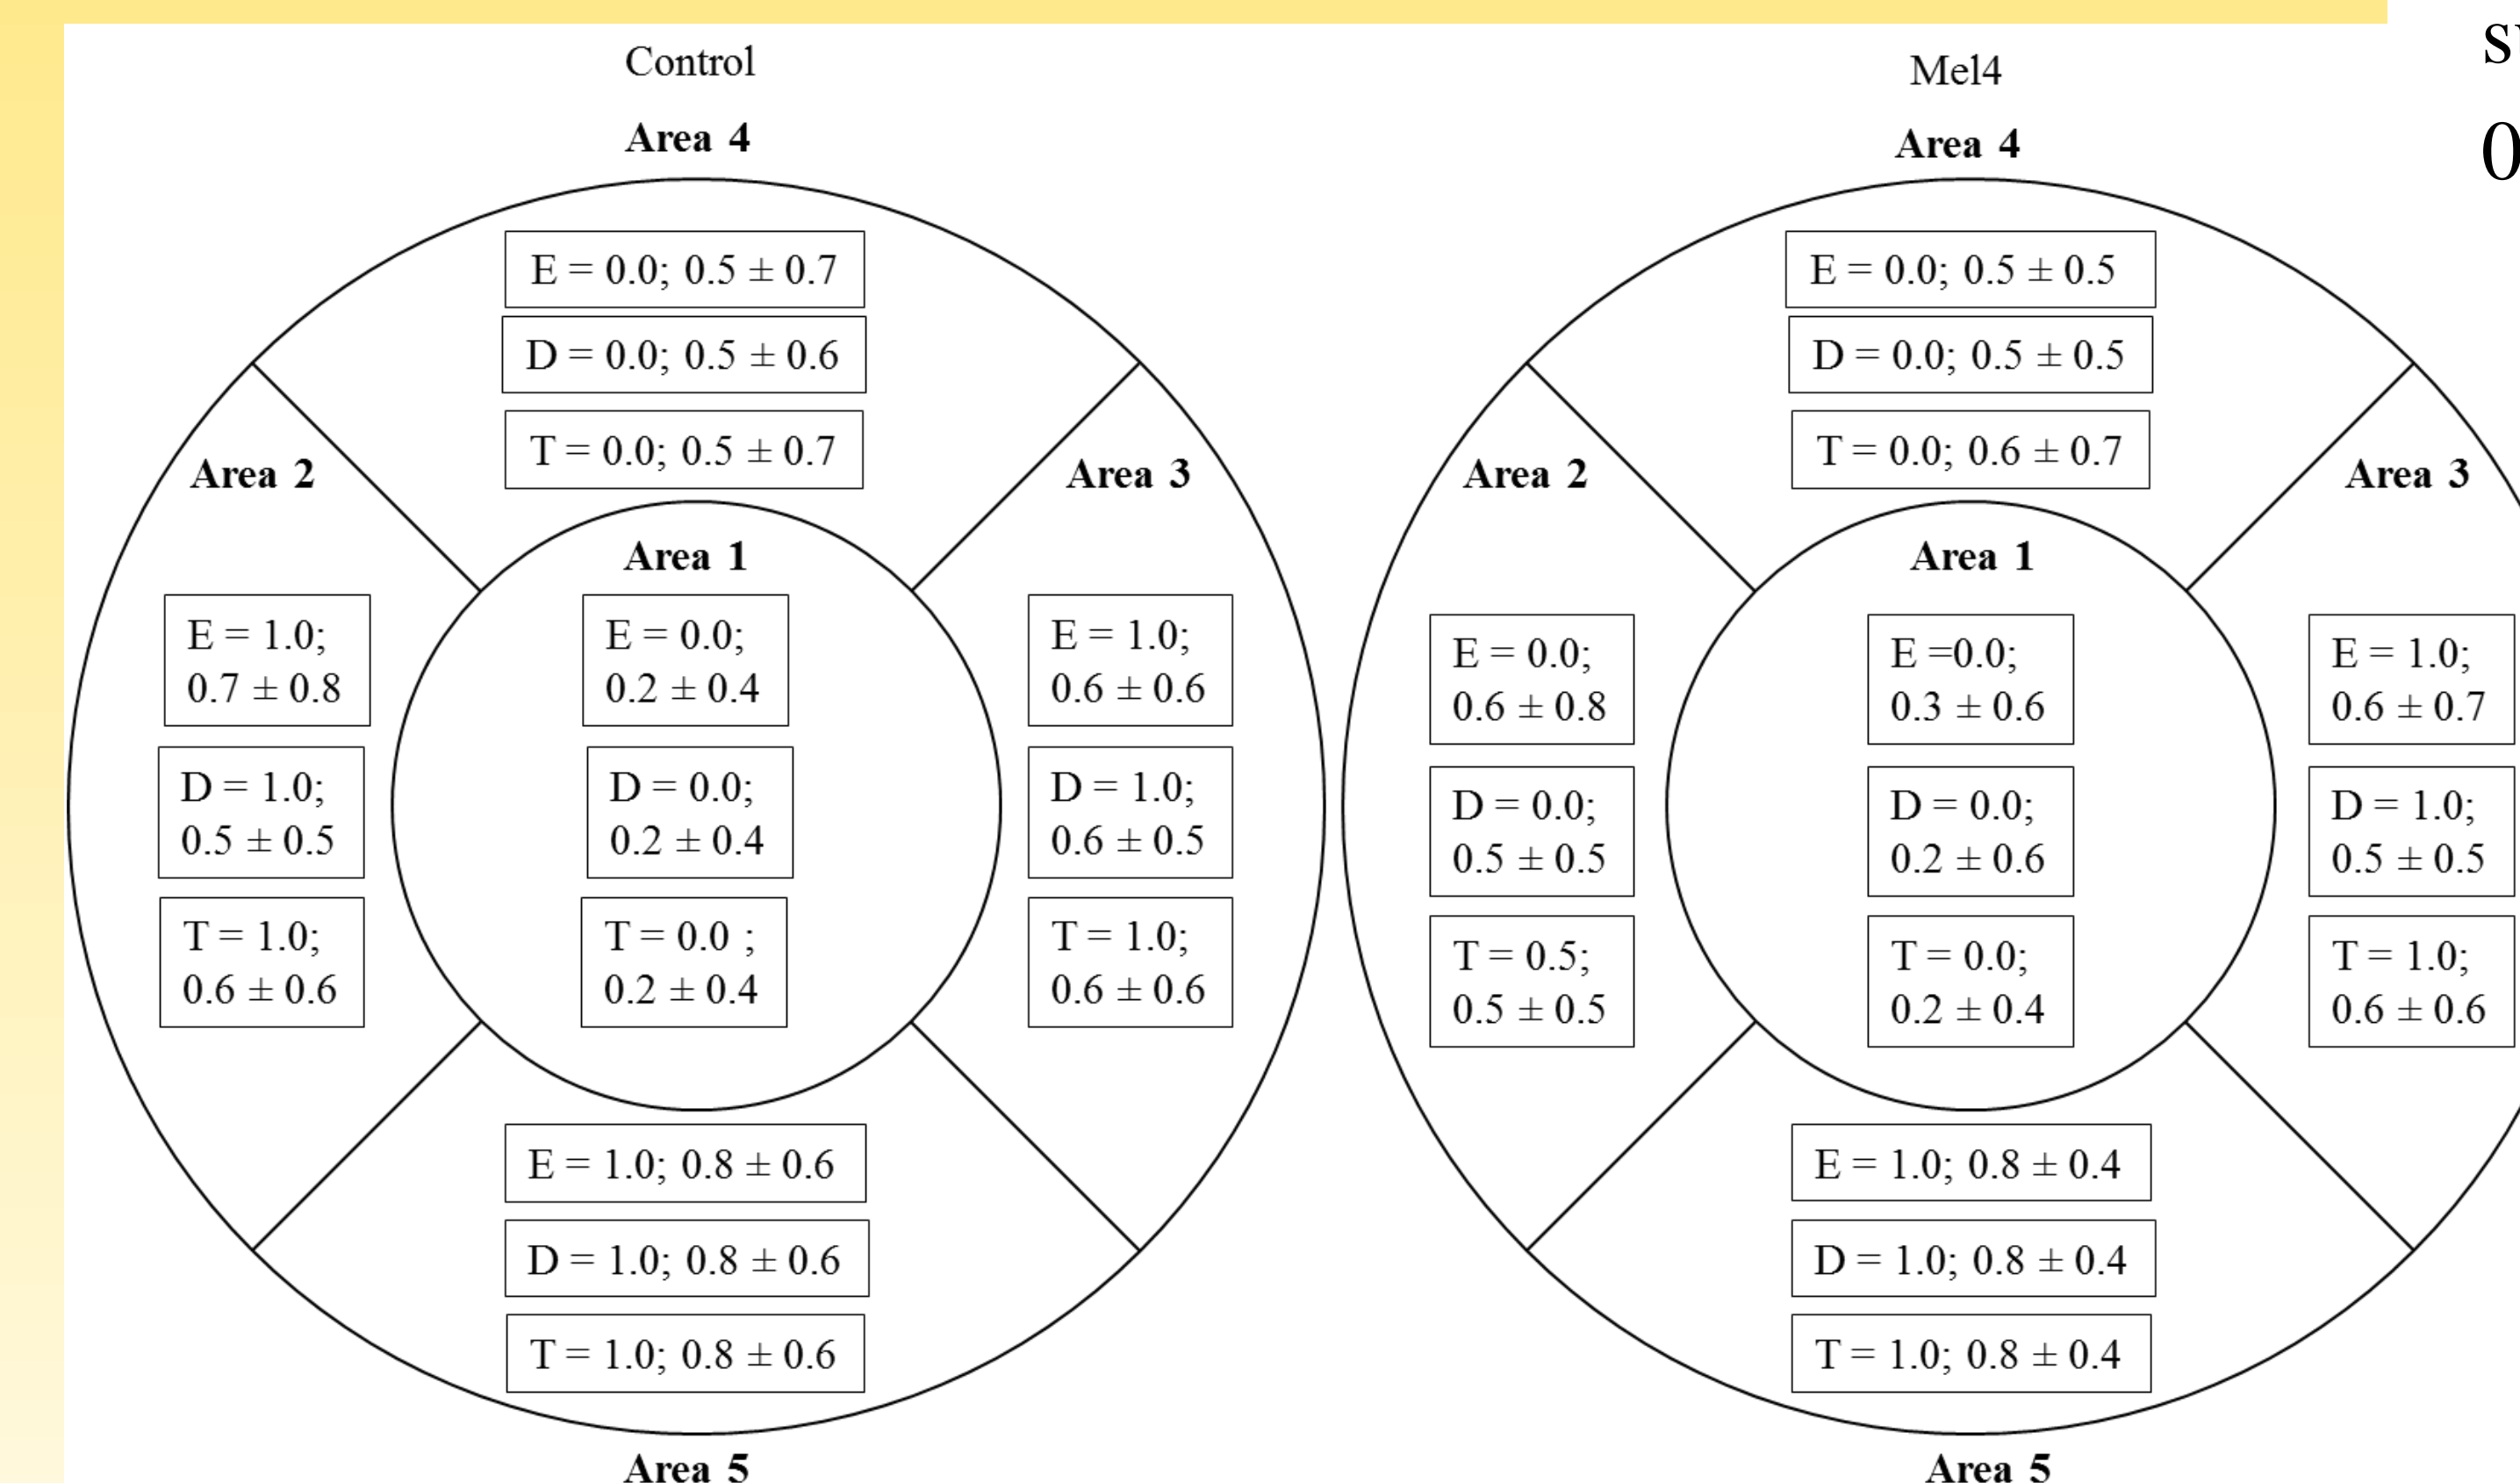 Control
Area 4
E = 0.0; 0.5 ± 0.7
D = 0.0; 0.5 ± 0.6
T = 0.0; 0.5 ± 0.7
Area 2
Area 3
Area 1
E = 1.0;
0.7 ± 0.8
D = 1.0;
0.5 ± 0.5
T = 1.0;
0.6 ± 0.6
E = 0.0;
0.2 ± 0.4
D = 0.0;
0.2 ± 0.4
T = 0.0 ;
0.2 ± 0.4
E = 1.0;
0.6 ± 0.6
D = 1.0;
0.6 ± 0.5
T = 1.0;
0.6 ± 0.6
E = 1.0; 0.8 ± 0.6
D = 1.0; 0.8 ± 0.6
T = 1.0; 0.8 ± 0.6
Area 5
Mel4
Area 4
E = 0.0; 0.5 ± 0.5
D = 0.0; 0.5 ± 0.5
T = 0.0; 0.6 ± 0.7
Area 2
Area 3
Area 1
E = 0.0;
0.6 ± 0.8
D = 0.0;
0.5 ± 0.5
T = 0.5;
0.5 ± 0.5
E =0.0;
0.3 ± 0.6
D = 0.0;
0.2 ± 0.6
T = 0.0;
0.2 ± 0.4
E = 1.0;
0.6 ± 0.7
D = 1.0;
0.5 ± 0.5
T = 1.0;
0.6 ± 0.6
E = 1.0; 0.8 ± 0.4
D = 1.0; 0.8 ± 0.4
T = 1.0; 0.8 ± 0.4
Area 5